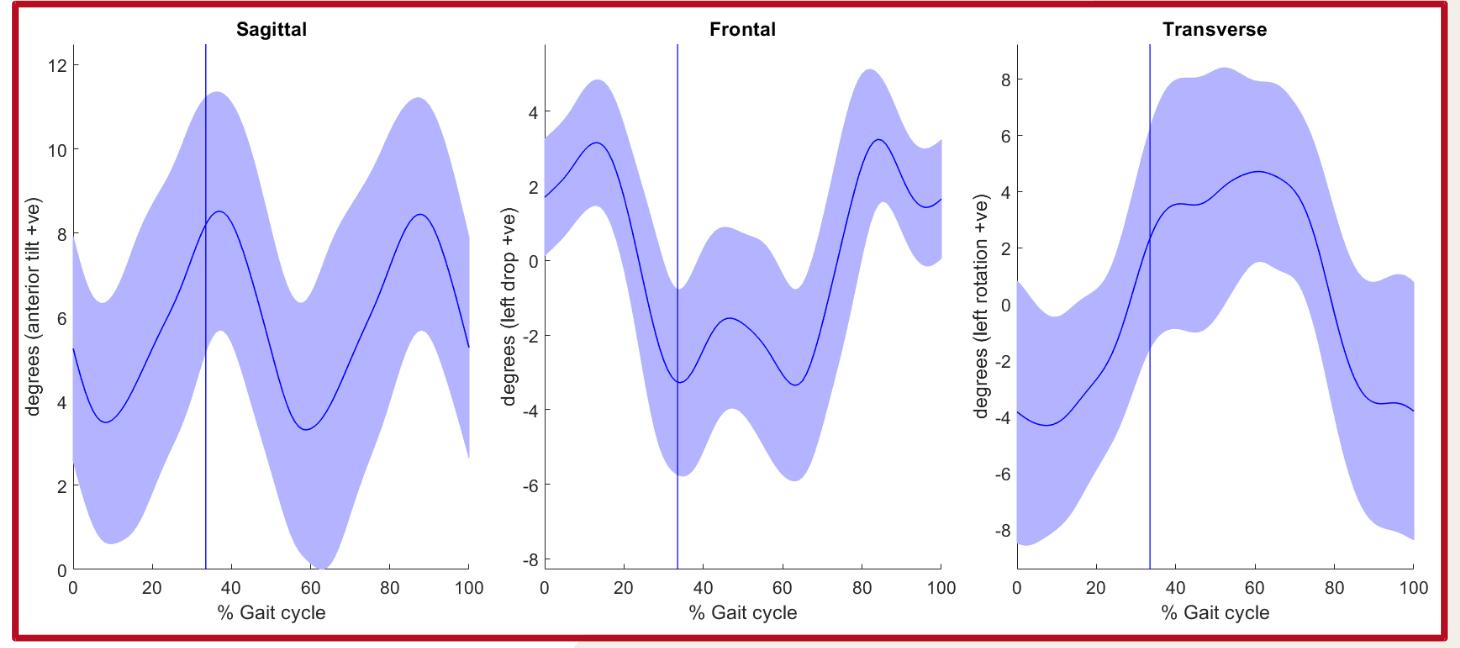 Sagittal
degrees (anterior tilt +ve)
12
10
8
6
4
2
0
0 20 40 60 80 100
% Gait cycle
Frontal
degrees (left drop +ve)
4
2
0
-2
-4
-6
-8
0 20 40 60 80 100
% Gait cycle
Transverse
degrees (left rotation +ve)
8
6
4
2
0
-2
-4
-6
-8
0 20 40 60 80 100
% Gait cycle